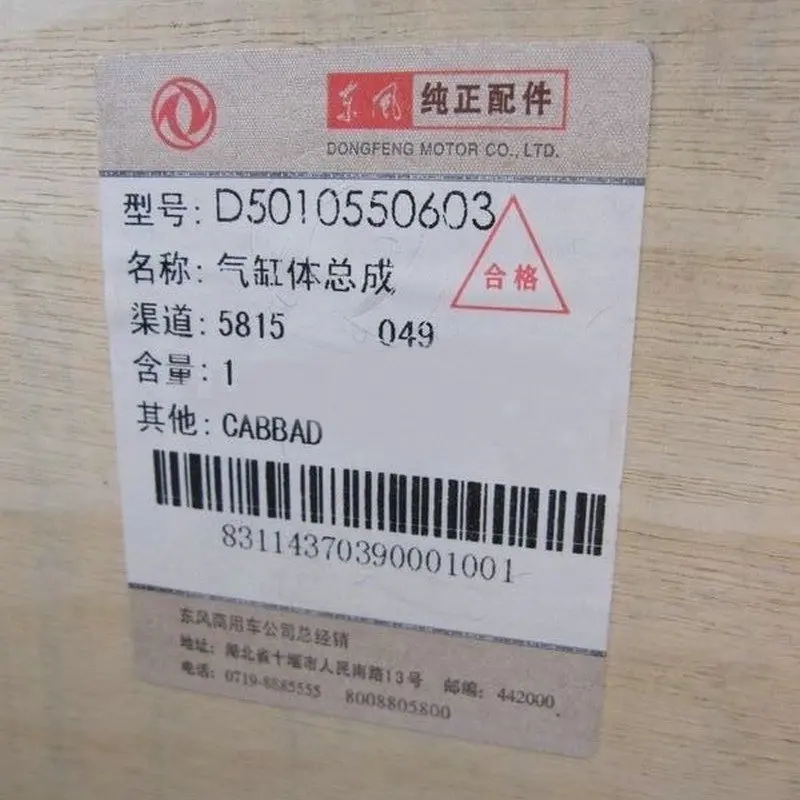 东风 纯正配件
DONGFENG MOTOR CO., LTD.
型号: D5010550603
名称: 气缸体总成
合格
渠道: 5815 049
含量: 1
其他: CABBAD
83114370390001001
东风商用车公司总经销
地址: 湖北省十堰市人民南路13号 邮编: 442000
电话: 0719-8885555 8008805800